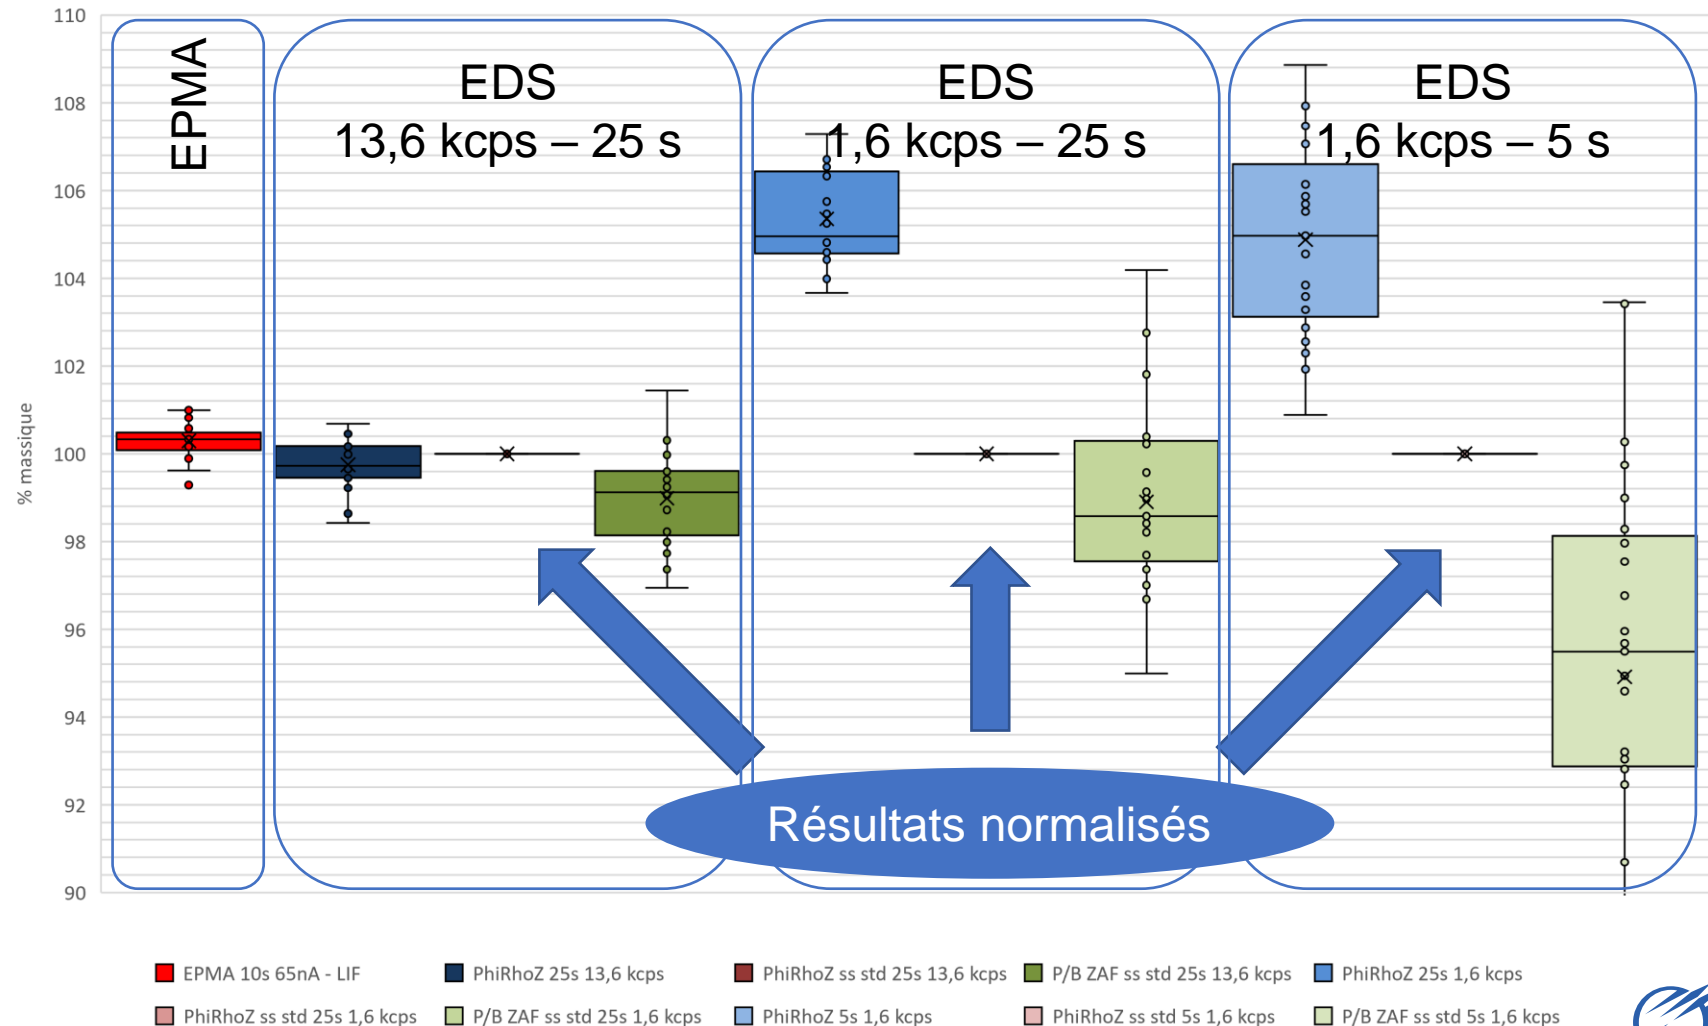 110
108
106
104
102
100
98
96
94
92
90
% massique
EPMA
EDS
13,6 kcps – 25 s
EDS
1,6 kcps – 25 s
EDS
1,6 kcps – 5 s
Résultats normalisés
EPMA 10s 65nA - LIF
PhiRhoZ 25s 13,6 kcps
PhiRhoZ ss std 25s 13,6 kcps
P/B ZAF ss std 25s 13,6 kcps
PhiRhoZ 25s 1,6 kcps
PhiRhoZ ss std 25s 1,6 kcps
P/B ZAF ss std 25s 1,6 kcps
PhiRhoZ 5s 1,6 kcps
PhiRhoZ ss std 5s 1,6 kcps
P/B ZAF ss std 5s 1,6 kcps